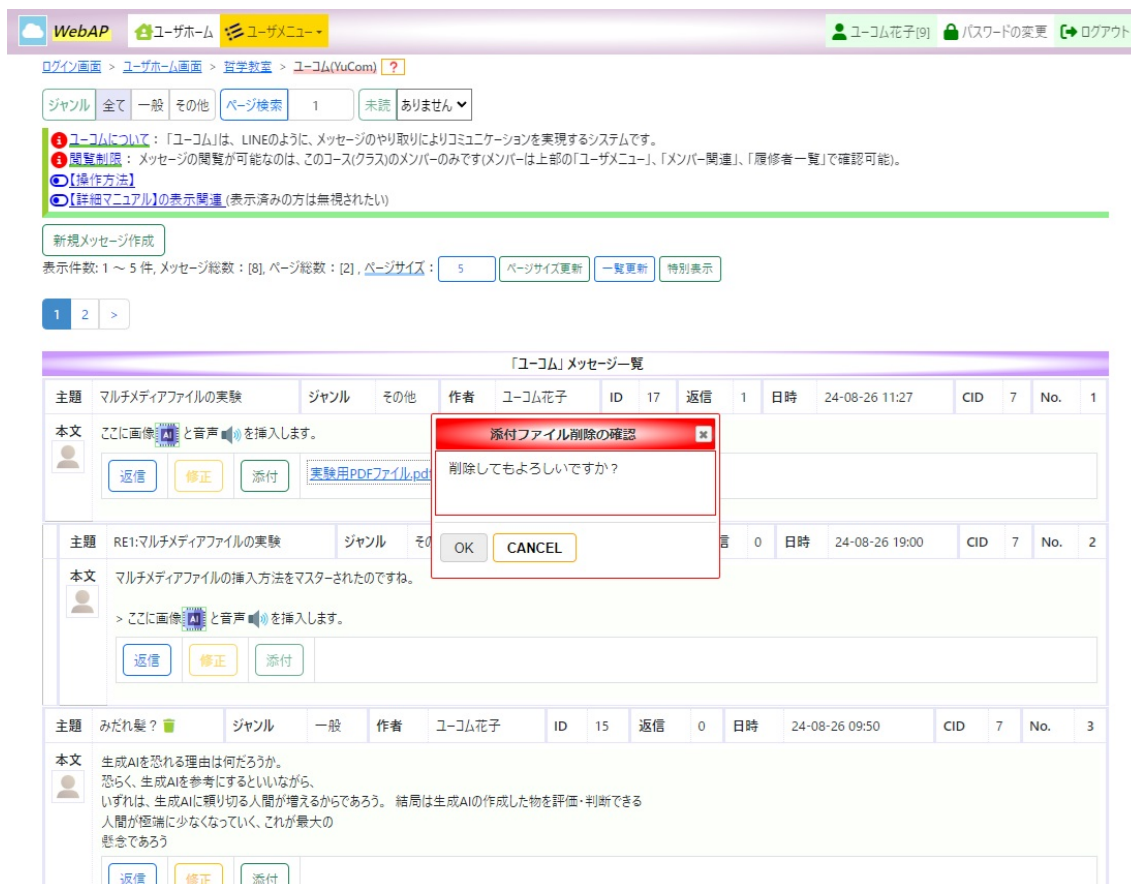 WebAP ユーザホーム ユーザメニュー ユーコム花子[9] パスワードの変更 ログアウト
ログイン画面 > ユーザホーム画面 > 哲学教室 > ユーコム(YuCom) ?
ジャンル 全て 一般 その他 ページ検索 1 未読 ありません
ユーコムについて：「ユーコム」は、LINEのように、メッセージのやり取りによりコミュニケーションを実現するシステムです。
閲覧制限： メッセージの閲覧が可能なのは、このコース(クラス)のメンバーのみです(メンバーは上部の「ユーザメニュー」、「メンバー関連」、「履修者一覧」で確認可能)。
【操作方法】
【詳細マニュアル】の表示関連 (表示済みの方は無視されたい)
新規メッセージ作成
表示件数: 1 ～ 5 件, メッセージ総数：[8], ページ総数：[2] , ページサイズ： 5 ページサイズ更新 一覧更新 特別表示
1 2 >
「ユーコム」メッセージ一覧
主題 マルチメディアファイルの実験 ジャンル その他 作者 ユーコム花子 ID 17 返信 1 日時 24-08-26 11:27 CID 7 No. 1
本文 ここに画像 AI と音声 を挿入します。
返信 修正 添付 実験用PDFファイル.pdf
添付ファイル削除の確認
削除してもよろしいですか？
OK CANCEL
主題 RE1:マルチメディアファイルの実験 ジャンル 0 日時 24-08-26 19:00 CID 7 No. 2
本文 マルチメディアファイルの挿入方法をマスターされたのですね。
> ここに画像 AI と音声 を挿入します。
返信 修正 添付
主題 みだれ髪？ ジャンル 一般 作者 ユーコム花子 ID 15 返信 0 日時 24-08-26 09:50 CID 7 No. 3
本文 生成AIを恐れる理由は何だろうか。
恐らく、生成AIを参考にするといいながら、
いずれは、生成AIに頼り切る人間が増えるからであろう。 結局は生成AIの作成した物を評価・判断できる
人間が極端に少なくなっていく、これが最大の
懸念であろう
返信 修正 添付